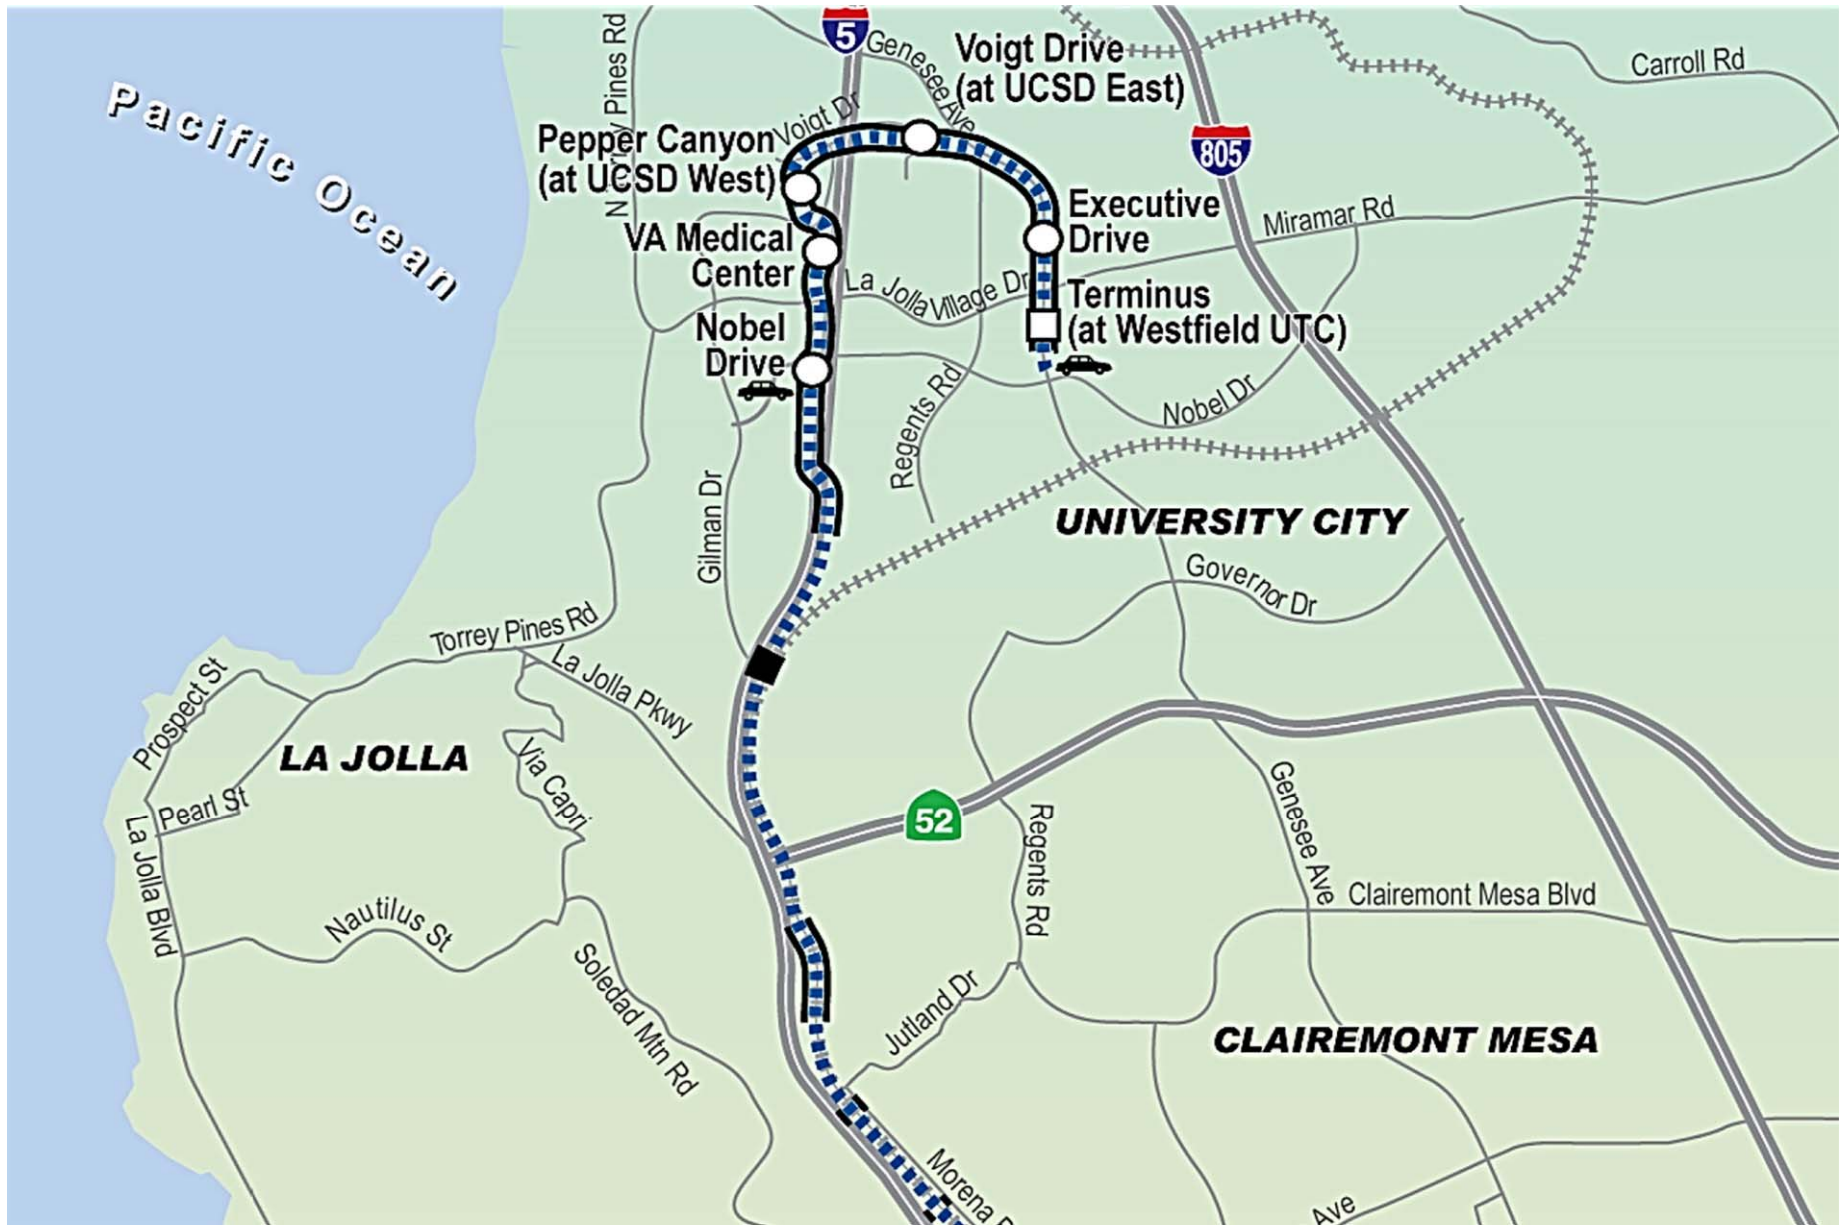 Pacific Ocean
N Torrey Pines Rd
5
Genesee Ave
Voigt Drive
(at UCSD East)
Carroll Rd
Voigt Dr
Pepper Canyon
(at UCSD West)
805
Executive
Drive
Miramar Rd
VA Medical
Center
La Jolla Village Dr
Terminus
(at Westfield UTC)
Nobel
Drive
Regents Rd
Nobel Dr
Gilman Dr
UNIVERSITY CITY
Governor Dr
Torrey Pines Rd
La Jolla Pkwy
Prospect St
LA JOLLA
Via Capri
Pearl St
La Jolla Blvd
52
Regents Rd
Genesee Ave
Clairemont Mesa Blvd
Nautilus St
Soledad Mtn Rd
Jutland Dr
CLAIREMONT MESA
Morena
Ave